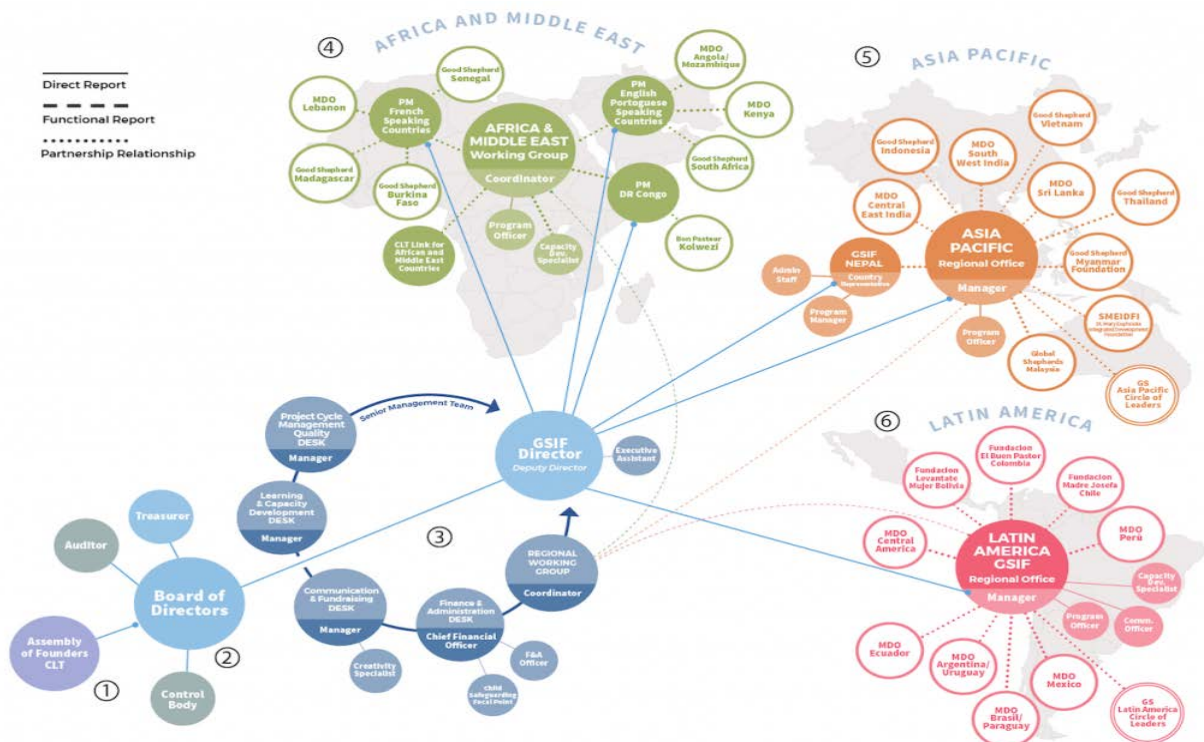 Direct Report
Functional Report
Partnership Relationship
④
AFRICA AND MIDDLE EAST
MDO
Lebanon
Good Shepherd
Senegal
PM
French
Speaking
Countries
Good Shepherd
Madagascar
Good Shepherd
Burkina
Faso
CLT Link for
African and
Middle East
Countries
AFRICA &
MIDDLE EAST
Working Group
Coordinator
Program
Officer
Capacity
Dev.
Specialist
PM
English
Portoguese
Speaking
Countries
MDO
Angola/
Mozambique
MDO
Kenya
Good Shepherd
South Africa
PM
DR Congo
Bon Pasteur
Kolwezi
⑤
ASIA PACIFIC
Good Shepherd
Indonesia
MDO
South
West India
Good Shepherd
Vietnam
MDO
Sri Lanka
Good Shepherd
Thailand
MDO
Central
East India
ASIA
PACIFIC
Regional Office
Manager
GSIF
NEPAL
Country
Representative
Admin
Staff
Program
Manager
Program
Officer
Good Shepherd
Myanmar
Foundation
SMEIDFI
Global
Shepherds
Malaysia
GS
Asia Pacific
Circle of
Leaders
⑥
LATIN AMERICA
Fundacion
Levantate
Mujer Bolivia
Fundacion
El Buen Pastor
Colombia
Fundacion
Madre Josefa
Chile
MDO
Perù
MDO
Central
America
LATIN
AMERICA
GSIF
Regional Office
Manager
Capacity
Dev.
Specialist
Program
Officer
Comm.
Officer
MDO
Ecuador
MDO
Argentina/
Uruguay
MDO
Brasil/
Paraguay
MDO
Mexico
GS
Latin America
Circle of
Leaders
Project Cycle
Management
Quality
DESK
Manager
Senior Management Team
GSIF
Director
Deputy Director
Executive
Assistant
Learning
& Capacity
Development
DESK
Manager
③
Communication
& Fundraising
DESK
Manager
Creativity
Specialist
Finance &
Administration
DESK
Chief Financial
Officer
F&A
Officer
Child
Safeguarding
Focal Point
REGIONAL
WORKING
GROUP
Coordinator
Treasurer
Auditor
Board of
Directors
②
Control
Body
Assembly
of Founders
CLT
①